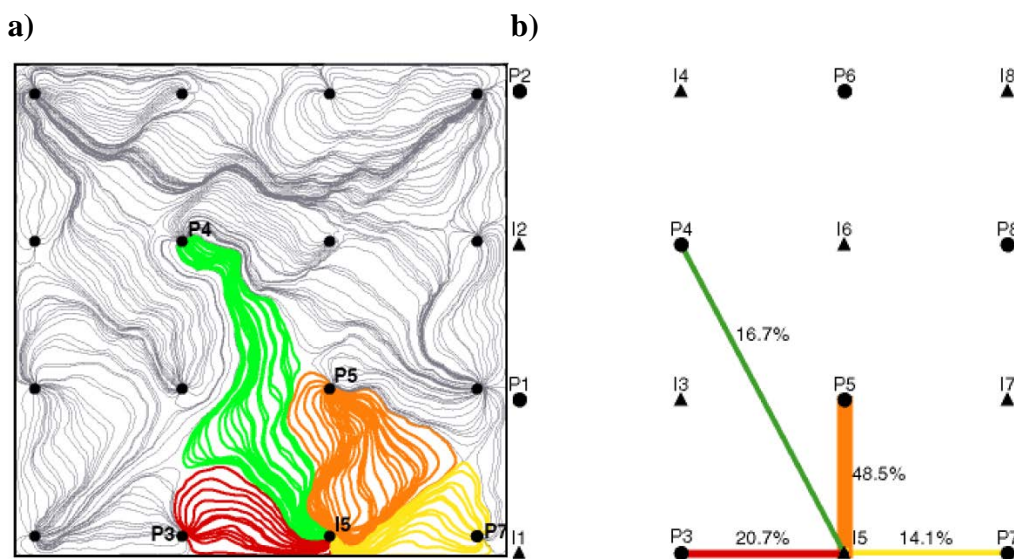 a)
b)
P4
P5
P3
I5
P7
P2
I4
P6
I8
I2
P4
I6
P8
16.7%
P1
I3
P5
I7
48.5%
I1
P3
20.7%
I5
14.1%
P7